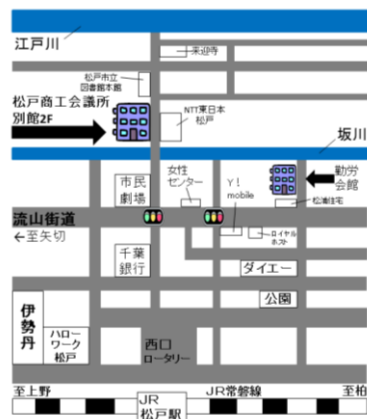 江戸川
来迎寺
松戸市立
図書館本館
松戸商工会議所
別館2F
NTT東日本
松戸
坂川
市民
劇場
女性
センター
Y!
mobile
勤労
会館
松浦住宅
流山街道
←至矢切
ロイヤル
ホスト
千葉
銀行
ダイエー
公園
伊勢丹
ハロー
ワーク
松戸
西口
ロータリー
至上野
JR
松戸駅
JR常磐線
至柏